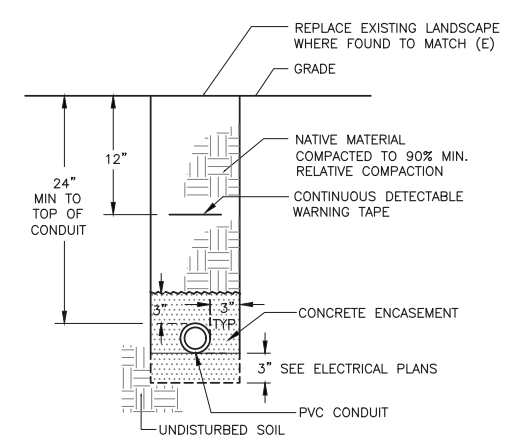 REPLACE EXISTING LANDSCAPE
WHERE FOUND TO MATCH (E)
GRADE
12"
NATIVE MATERIAL
COMPACTED TO 90% MIN.
RELATIVE COMPACTION
24"
MIN TO
TOP OF
CONDUIT
CONTINUOUS DETECTABLE
WARNING TAPE
3"
3"
TYP.
CONCRETE ENCASEMENT
3" SEE ELECTRICAL PLANS
PVC CONDUIT
UNDISTURBED SOIL